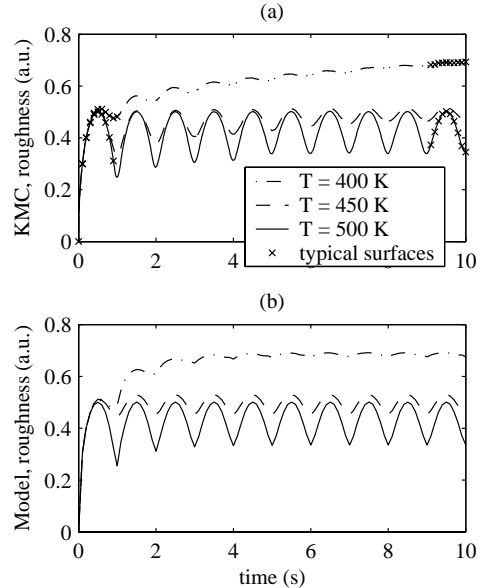 (a)
KMC, roughness (a.u.)
0.8
0.6
0.4
0.2
0
0
2
4
6
8
10
T = 400 K
T = 450 K
T = 500 K
typical surfaces
(b)
Model, roughness (a.u.)
0.8
0.6
0.4
0.2
0
0
2
4
6
8
10
time (s)